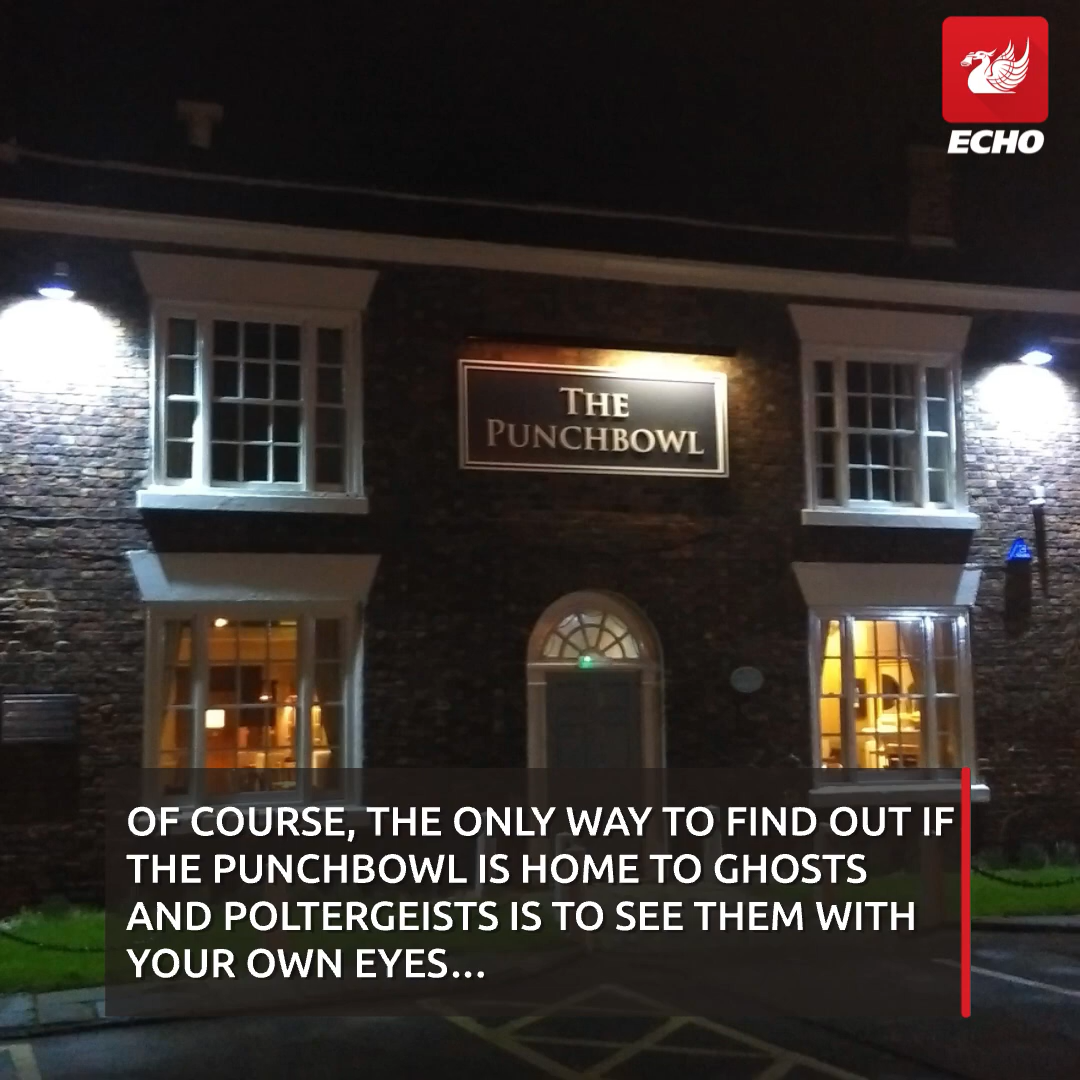 ECHO
THE
PUNCHBOWL
OF COURSE, THE ONLY WAY TO FIND OUT IF
THE PUNCHBOWL IS HOME TO GHOSTS
AND POLTERGEISTS IS TO SEE THEM WITH
YOUR OWN EYES...